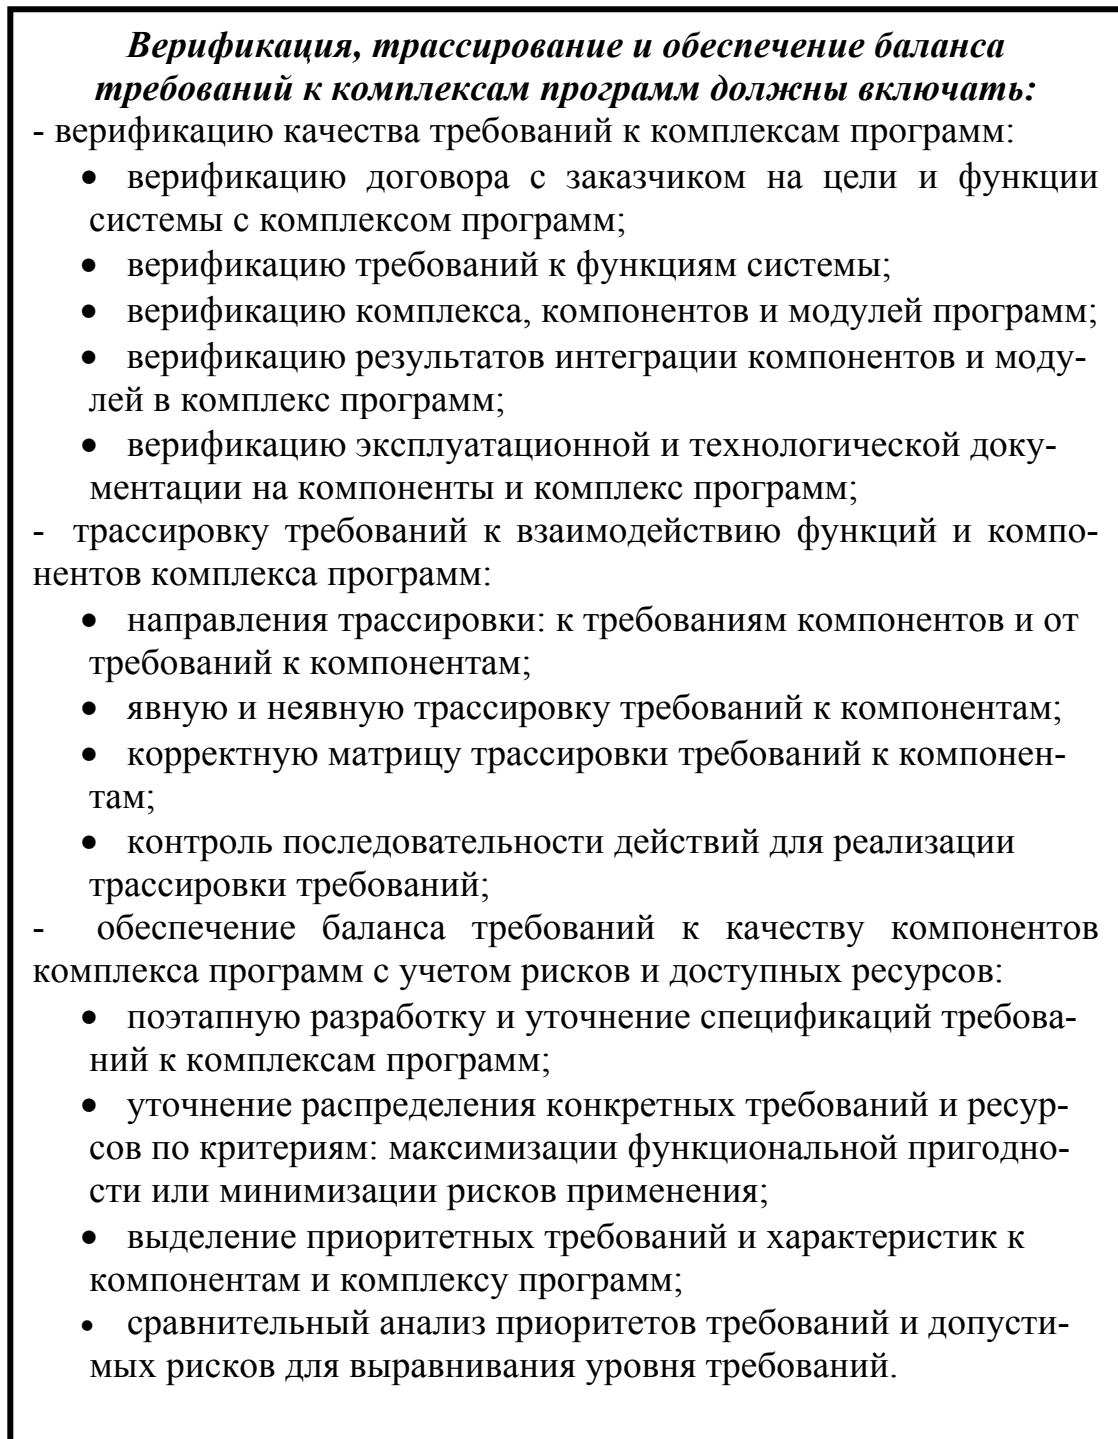 Верификация, трассирование и обеспечение баланса
требований к комплексам программ должны включать:
- верификацию качества требований к комплексам программ:
• верификацию договора с заказчиком на цели и функции
системы с комплексом программ;
• верификацию требований к функциям системы;
• верификацию комплекса, компонентов и модулей программ;
• верификацию результатов интеграции компонентов и моду-
лей в комплекс программ;
• верификацию эксплуатационной и технологической доку-
ментации на компоненты и комплекс программ;
- трассировку требований к взаимодействию функций и компо-
нентов комплекса программ:
• направления трассировки: к требованиям компонентов и от
требований к компонентам;
• явную и неявную трассировку требований к компонентам;
• корректную матрицу трассировки требований к компонен-
там;
• контроль последовательности действий для реализации
трассировки требований;
- обеспечение баланса требований к качеству компонентов
комплекса программ с учетом рисков и доступных ресурсов:
• поэтапную разработку и уточнение спецификаций требова-
ний к комплексам программ;
• уточнение распределения конкретных требований и ресур-
сов по критериям: максимизации функциональной пригодно-
сти или минимизации рисков применения;
• выделение приоритетных требований и характеристик к
компонентам и комплексу программ;
• сравнительный анализ приоритетов требований и допусти-
мых рисков для выравнивания уровня требований.